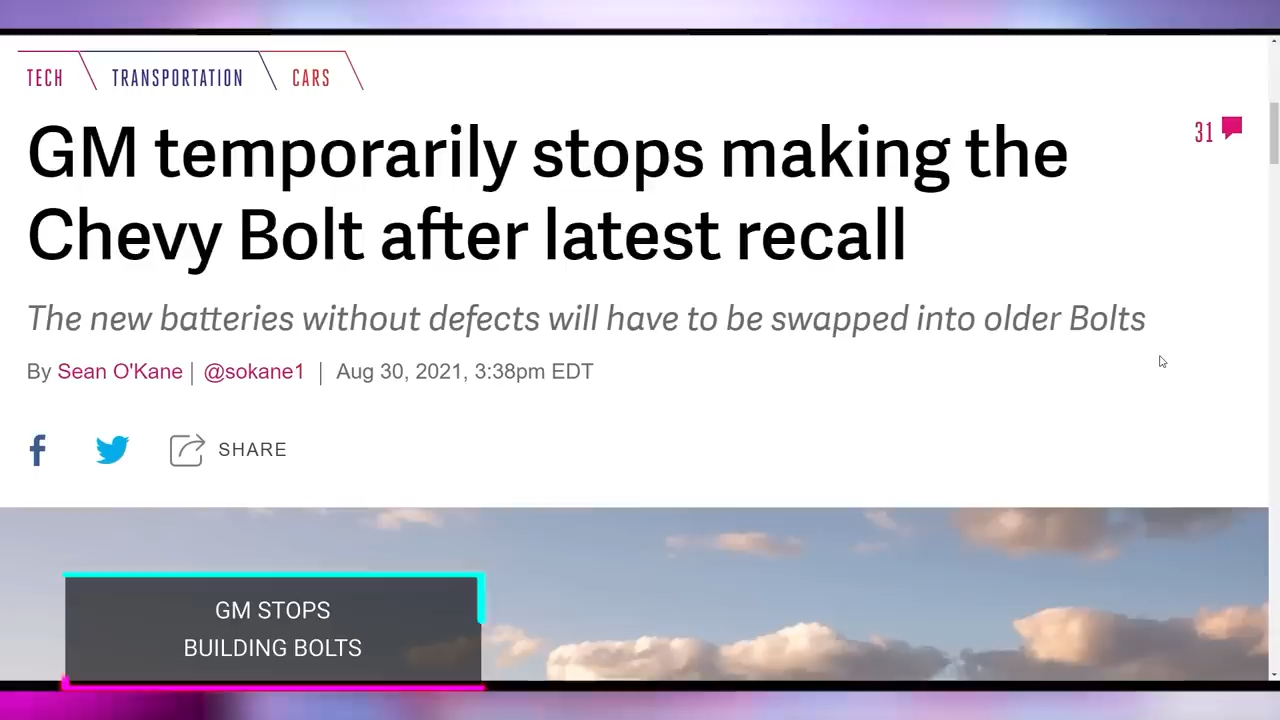 TECH TRANSPORTATION CARS
GM temporarily stops making the
Chevy Bolt after latest recall
31
The new batteries without defects will have to be swapped into older Bolts
By Sean O'Kane | @sokane1 | Aug 30, 2021, 3:38pm EDT
SHARE
GM STOPS
BUILDING BOLTS